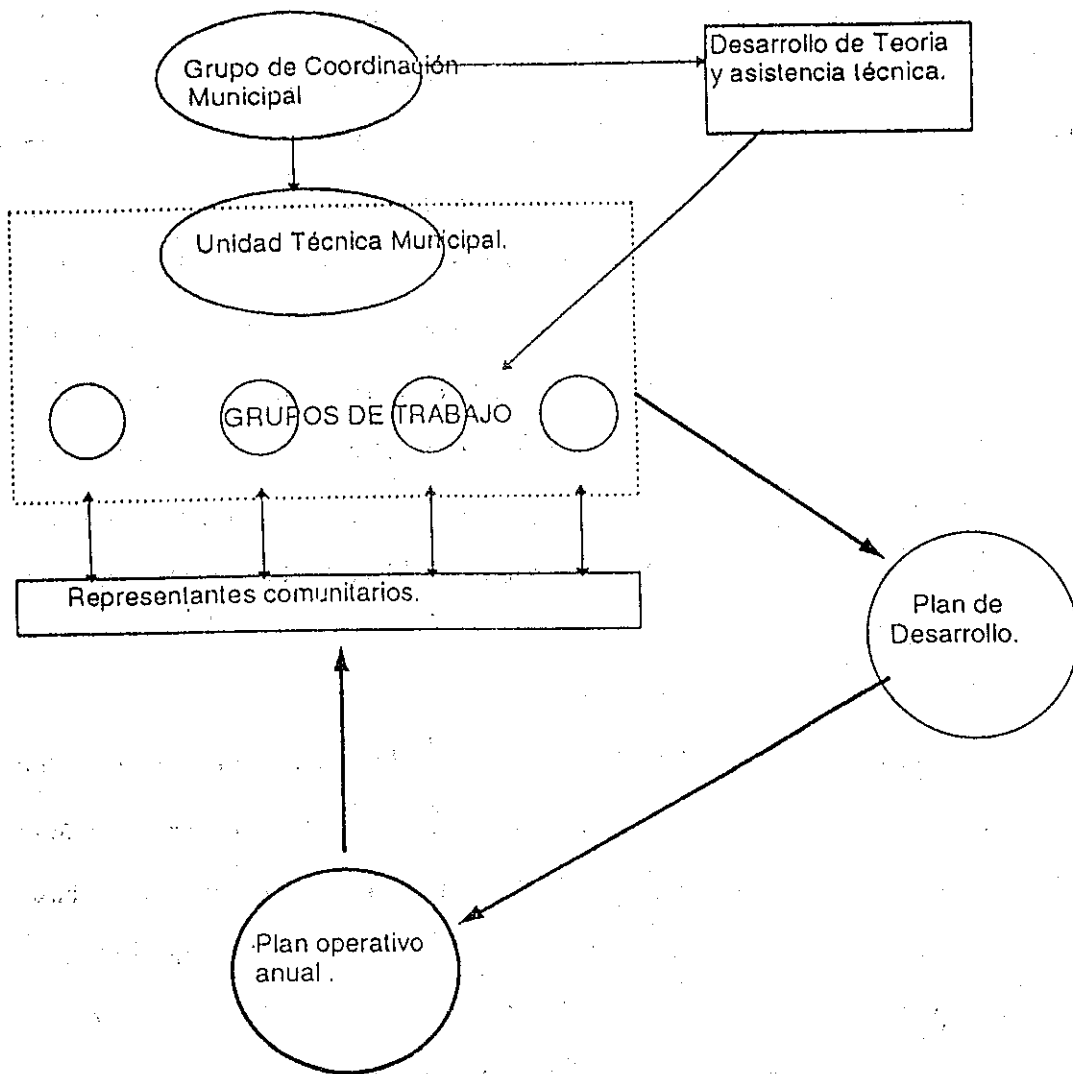 Grupo de Coordinación
Municipal
Desarrollo de Teoria
y asistencia técnica.
Unidad Técnica Municipal.
GRUPOS DE TRABAJO
Representantes comunitarios.
Plan de
Desarrollo.
Plan operativo
anual .